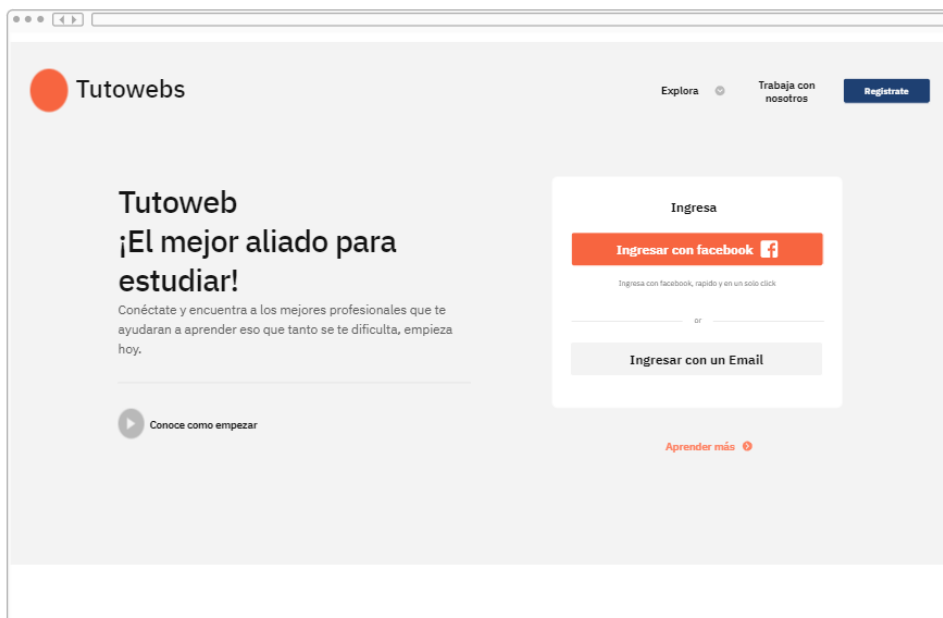 Tutowebs
Explora
Trabaja con
nosotros
Registrate
Tutoweb
¡El mejor aliado para
estudiar!
Conéctate y encuentra a los mejores profesionales que te
ayudaran a aprender eso que tanto se te dificulta, empieza
hoy.
Conoce como empezar
Ingresa
Ingresar con facebook
Ingresa con facebook, rapido y en un solo click
or
Ingresar con un Email
Aprender más